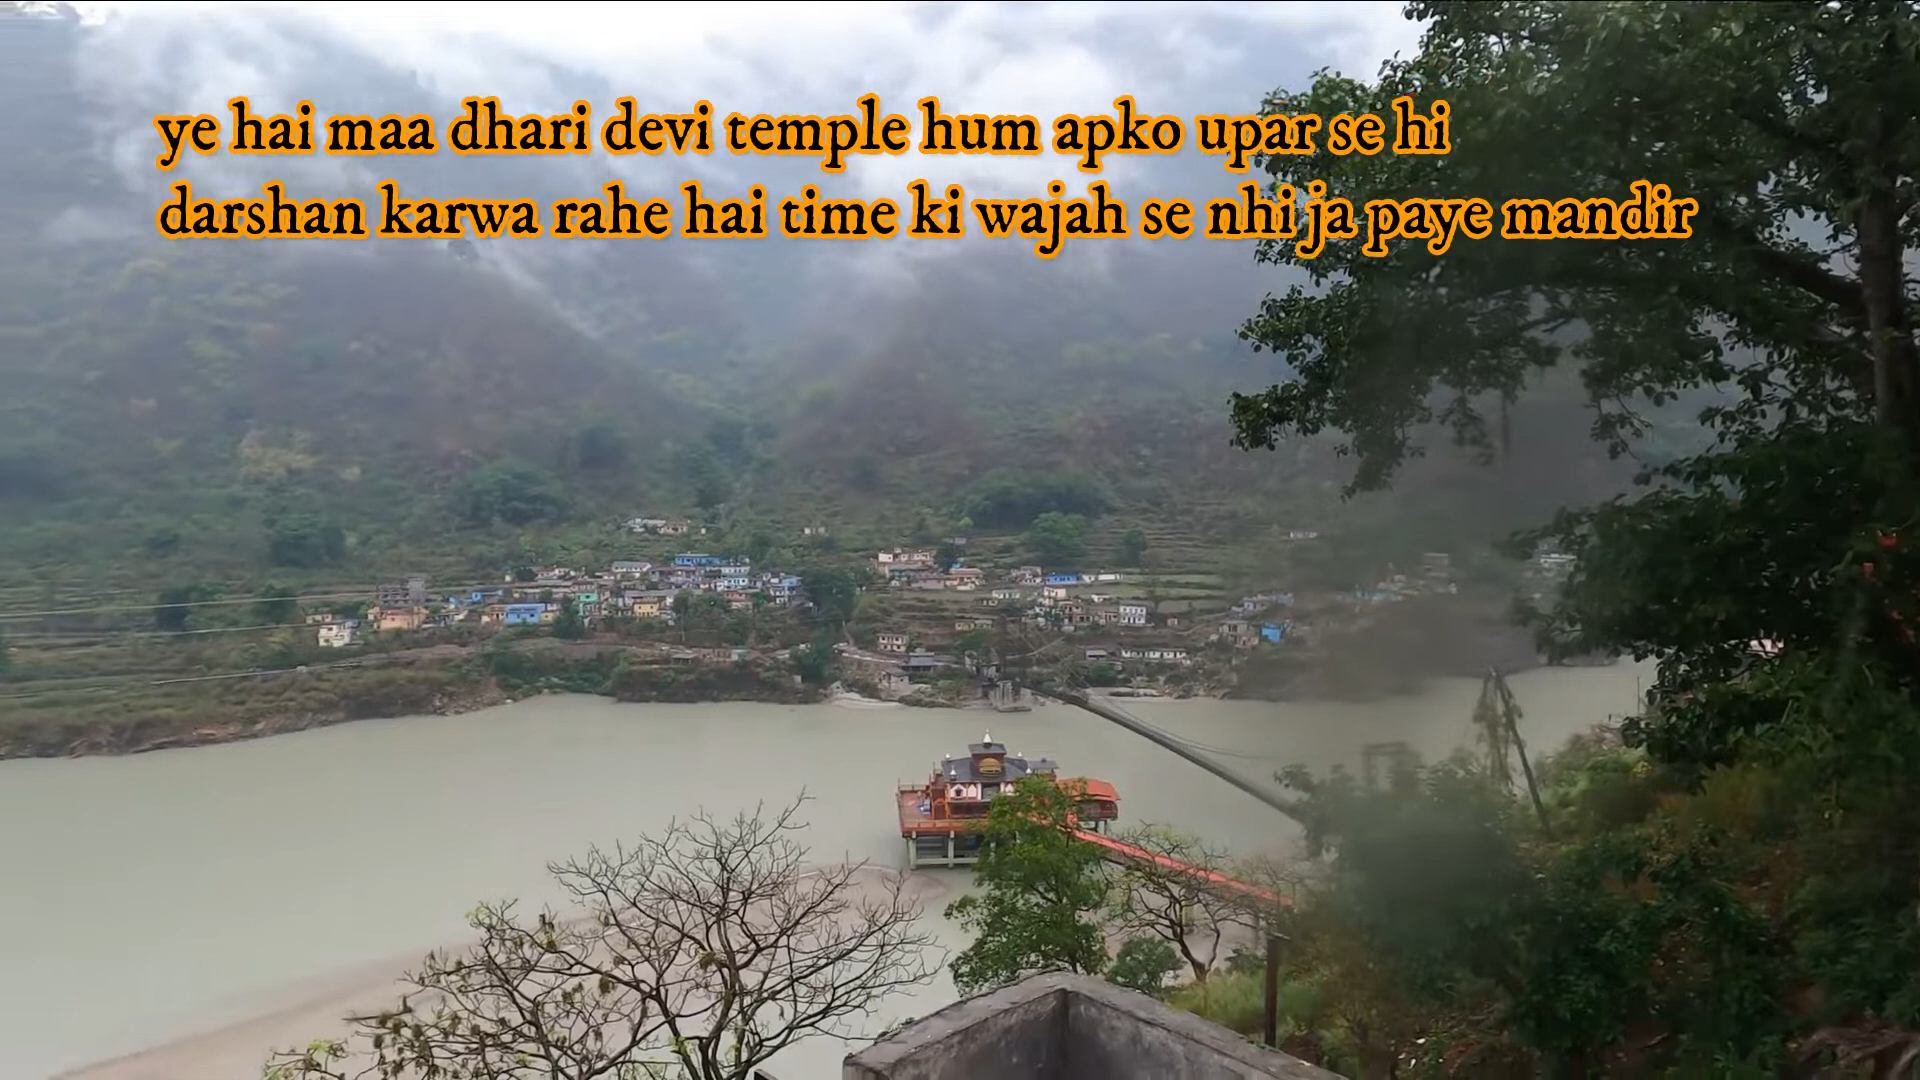 ye hai maa dhari devi temple hum apko upar se hi
darshan karwa rahe hai time ki wajah se nhi ja paye mandir